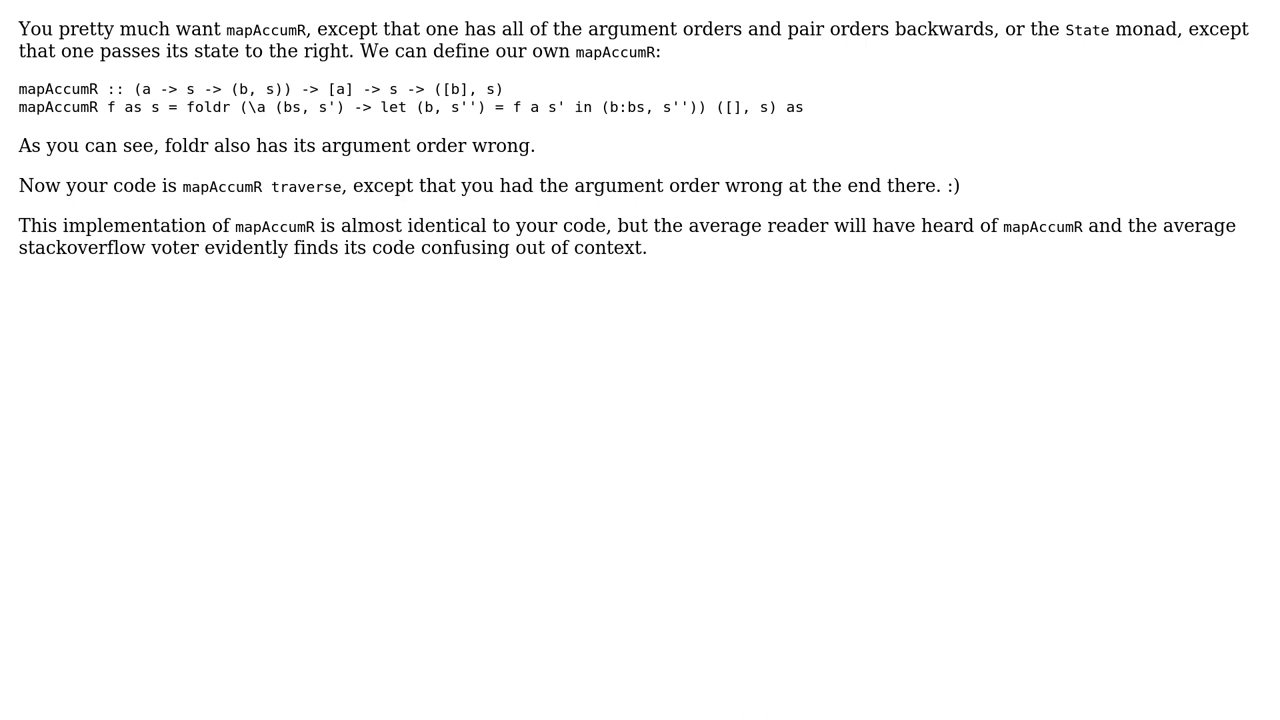 You pretty much want mapAccumR, except that one has all of the argument orders and pair orders backwards, or the State monad, except
that one passes its state to the right. We can define our own mapAccumR:
mapAccumR :: (a -> s -> (b, s)) -> [a] -> s -> ([b], s)
mapAccumR f as s = foldr (\a (bs, s') -> let (b, s'') = f a s' in (b:bs, s'')) ([], s) as
As you can see, foldr also has its argument order wrong.
Now your code is mapAccumR traverse, except that you had the argument order wrong at the end there. :)
This implementation of mapAccumR is almost identical to your code, but the average reader will have heard of mapAccumR and the average
stackoverflow voter evidently finds its code confusing out of context.